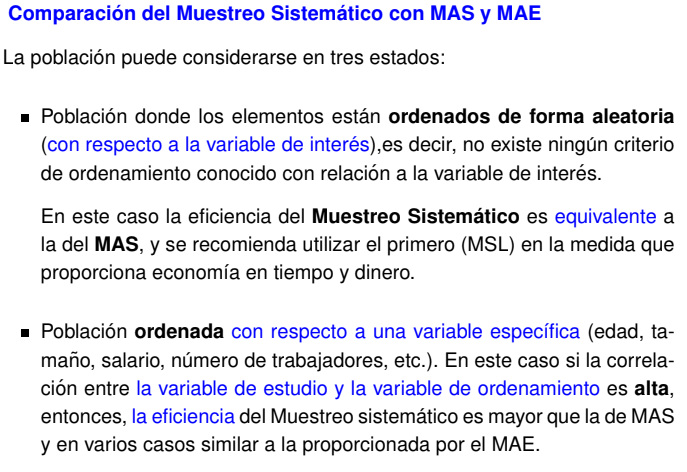 Comparación del Muestreo Sistemático con MAS y MAE
La población puede considerarse en tres estados:
Población donde los elementos están ordenados de forma aleatoria
(con respecto a la variable de interés),es decir, no existe ningún criterio
de ordenamiento conocido con relación a la variable de interés.
En este caso la eficiencia del Muestreo Sistemático es equivalente a
la del MAS, y se recomienda utilizar el primero (MSL) en la medida que
proporciona economía en tiempo y dinero.
Población ordenada con respecto a una variable específica (edad, ta-
maño, salario, número de trabajadores, etc.). En este caso si la correla-
ción entre la variable de estudio y la variable de ordenamiento es alta,
entonces, la eficiencia del Muestreo sistemático es mayor que la de MAS
y en varios casos similar a la proporcionada por el MAE.